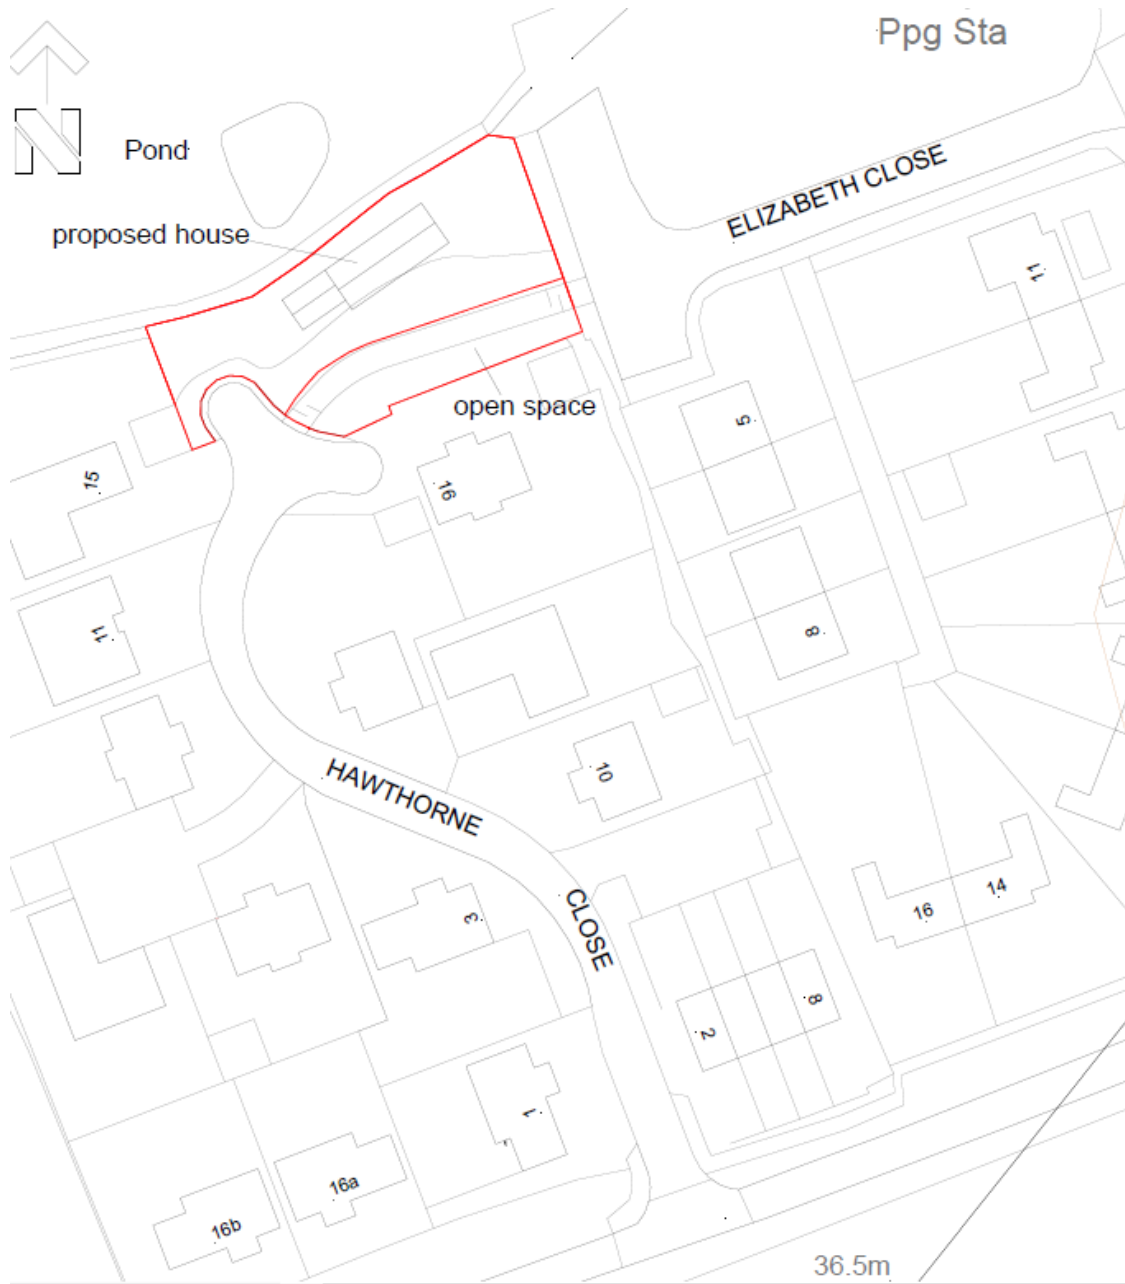 Ppg Sta
N
Pond
ELIZABETH CLOSE
proposed house
11
open space
5
15
16
8
11
HAWTHORNE
10
CLOSE
3
14
16
8
2
1
16a
16b
36.5m